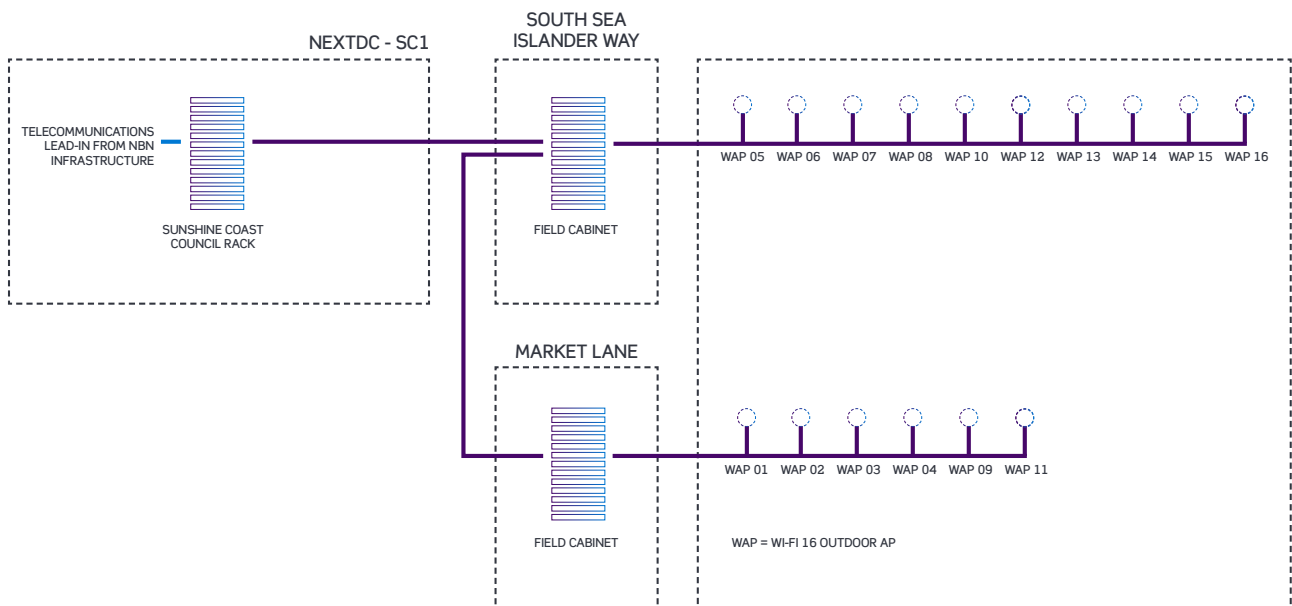 NEXTDC - SC1
SOUTH SEA
ISLANDER WAY
TELECOMMUNICATIONS
LEAD-IN FROM NBN
INFRASTRUCTURE
SUNSHINE COAST
COUNCIL RACK
FIELD CABINET
WAP 05 WAP 06 WAP 07 WAP 08 WAP 10 WAP 12 WAP 13 WAP 14 WAP 15 WAP 16
MARKET LANE
FIELD CABINET
WAP 01 WAP 02 WAP 03 WAP 04 WAP 09 WAP 11
WAP = WI-FI 16 OUTDOOR AP